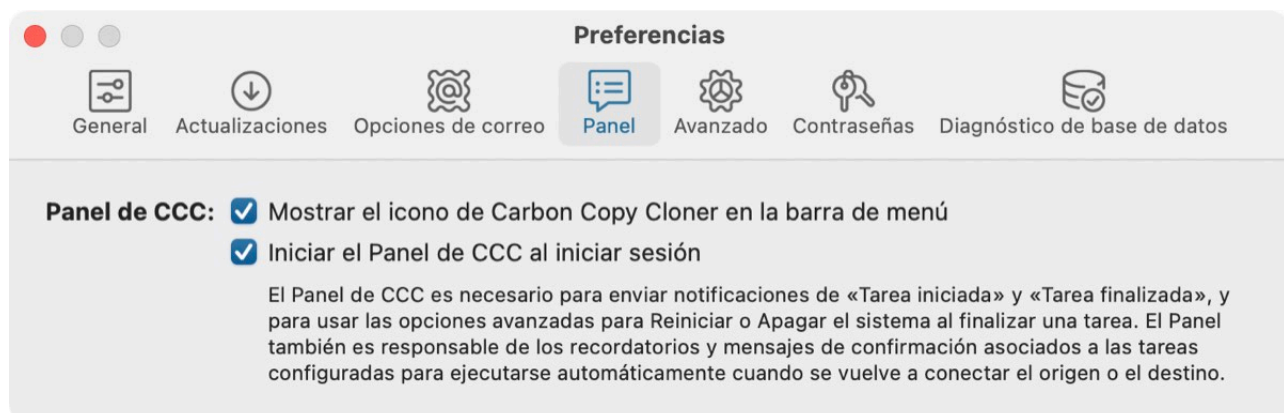 Preferencias
General
Actualizaciones
Opciones de correo
Panel
Avanzado
Contraseñas
Diagnóstico de base de datos
Panel de CCC: Mostrar el icono de Carbon Copy Cloner en la barra de menú
Iniciar el Panel de CCC al iniciar sesión
El Panel de CCC es necesario para enviar notificaciones de «Tarea iniciada» y «Tarea finalizada», y
para usar las opciones avanzadas para Reiniciar o Apagar el sistema al finalizar una tarea. El Panel
también es responsable de los recordatorios y mensajes de confirmación asociados a las tareas
configuradas para ejecutarse automáticamente cuando se vuelve a conectar el origen o el destino.